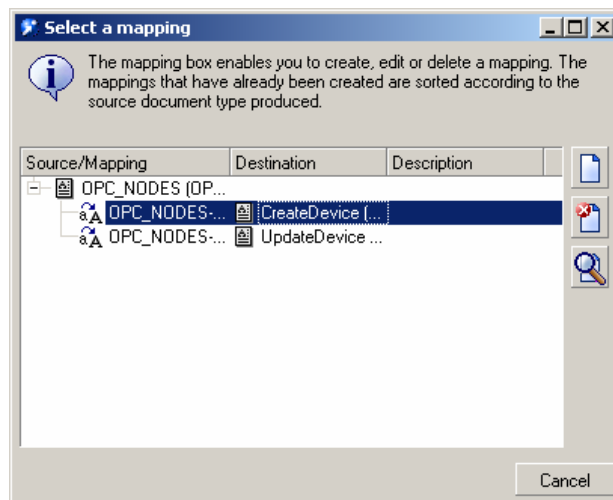 Select a mapping
The mapping box enables you to create, edit or delete a mapping. The
mappings that have already been created are sorted according to the
source document type produced.
Source/Mapping Destination Description
OPC_NODES (OP...
OPC_NODES-... CreateDevice (...
OPC_NODES-... UpdateDevice ...
Cancel